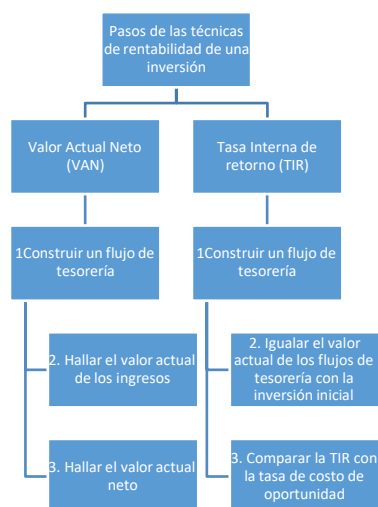 Pasos de las técnicas
de rentabilidad de una
inversión
Valor Actual Neto
(VAN)
Tasa Interna de
retorno (TIR)
1Construir un flujo de
tesorería
1Construir un flujo de
tesorería
2. Hallar el valor actual
de los ingresos
2. Igualar el valor
actual de los flujos de
tesorería con la
inversión inicial
3. Hallar el valor actual
neto
3. Comparar la TIR con
la tasa de costo de
oportunidad